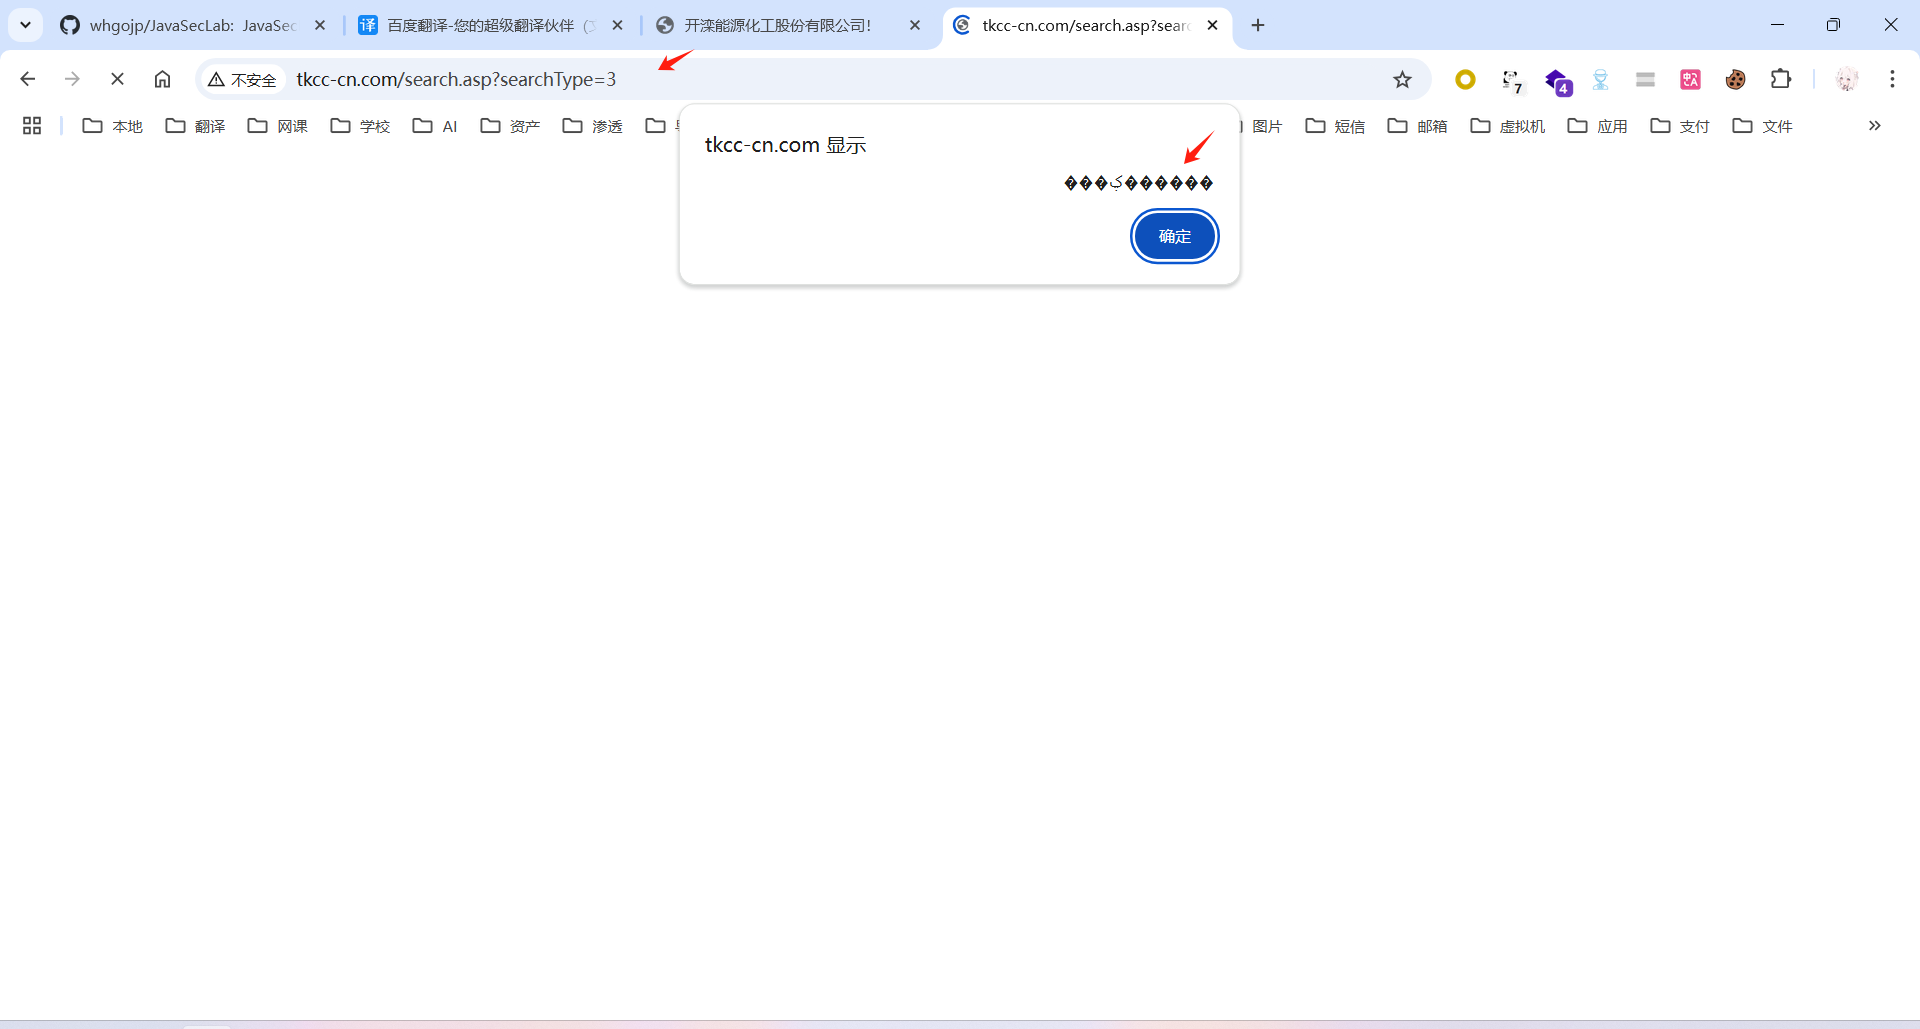 whgojp/JavaSecLab: JavaSec
百度翻译-您的超级翻译伙伴（文
开滦能源化工股份有限公司！
tkcc-cn.com/search.asp?searc
不安全 tkcc-cn.com/search.asp?searchType=3
7
4
本地 翻译 网课 学校 AI 资产 渗透 图片 短信 邮箱 虚拟机 应用 支付 文件
tkcc-cn.com 显示
���ݤ������
确定